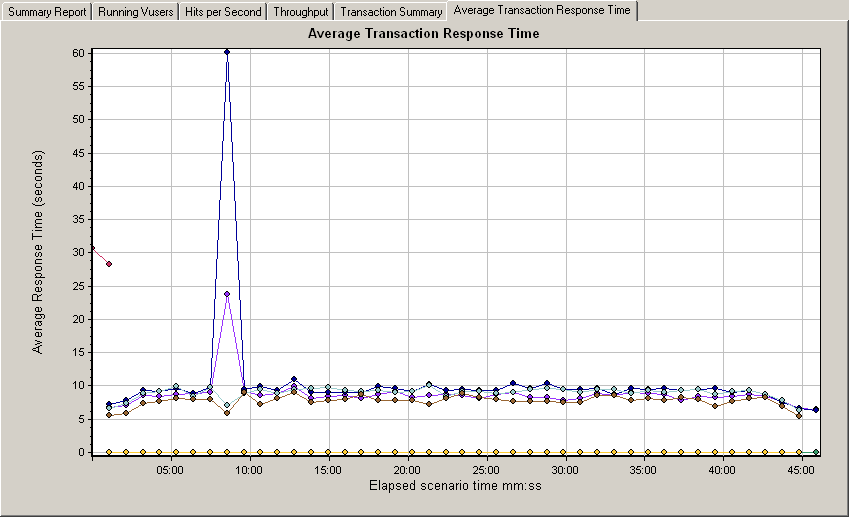 Summary Report Running Vusers Hits per Second Throughput Transaction Summary Average Transaction Response Time
Average Transaction Response Time
60
55
50
45
40
35
30
25
20
15
10
5
0
Average Response Time (seconds)
05:00 10:00 15:00 20:00 25:00 30:00 35:00 40:00 45:00
Elapsed scenario time mm:ss